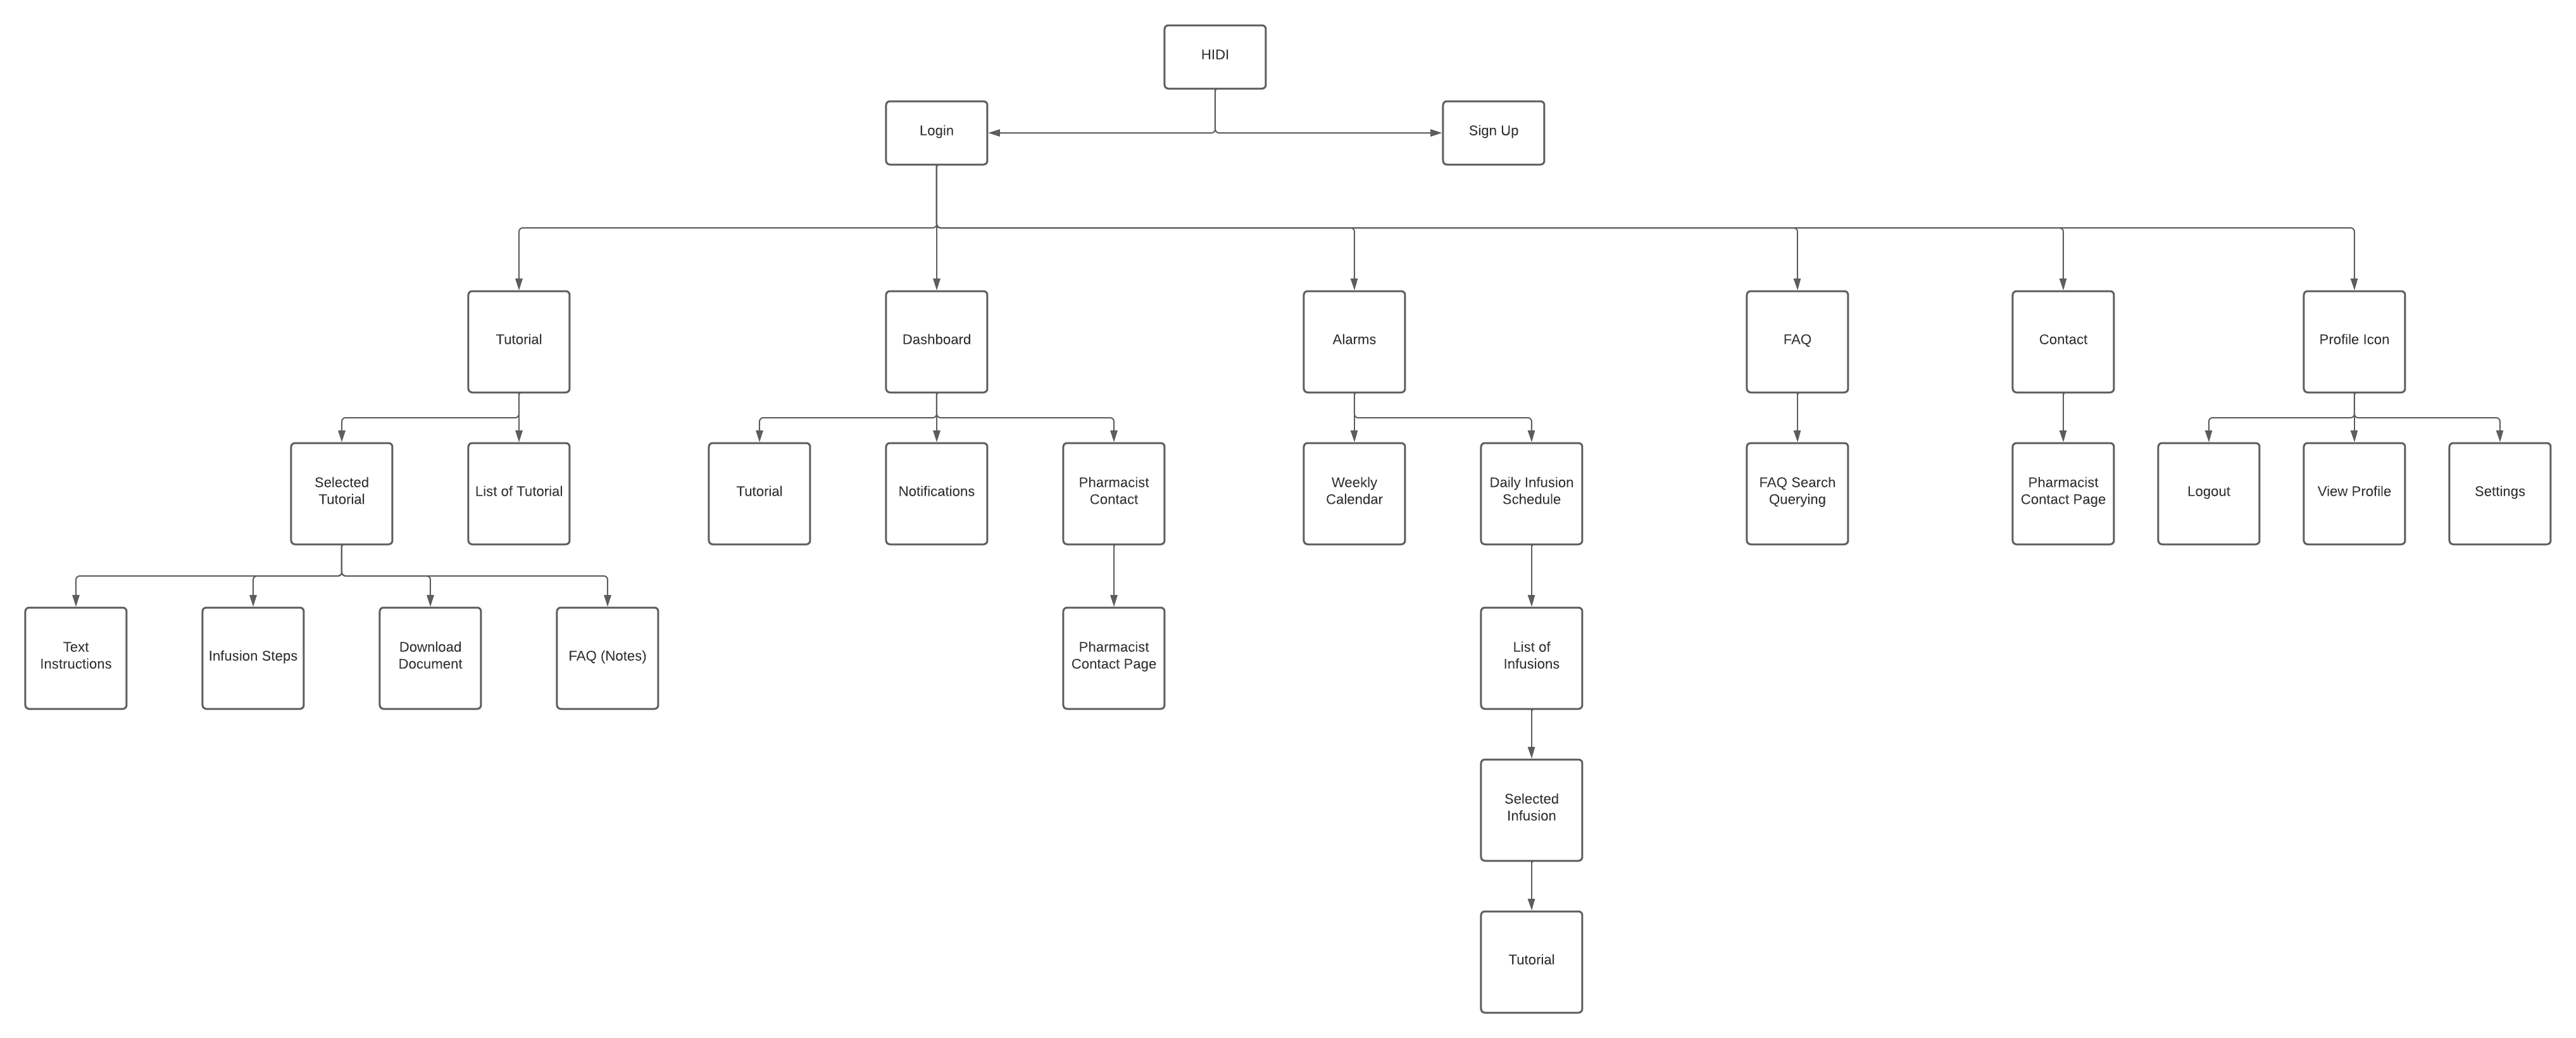 HIDI
Login
Sign Up
Tutorial
Dashboard
Alarms
FAQ
Contact
Profile Icon
Selected
Tutorial
List of Tutorial
Tutorial
Notifications
Pharmacist
Contact
Weekly
Calendar
Daily Infusion
Schedule
FAQ Search
Querying
Pharmacist
Contact Page
Logout
View Profile
Settings
Text
Instructions
Infusion Steps
Download
Document
FAQ (Notes)
Pharmacist
Contact Page
List of
Infusions
Selected
Infusion
Tutorial